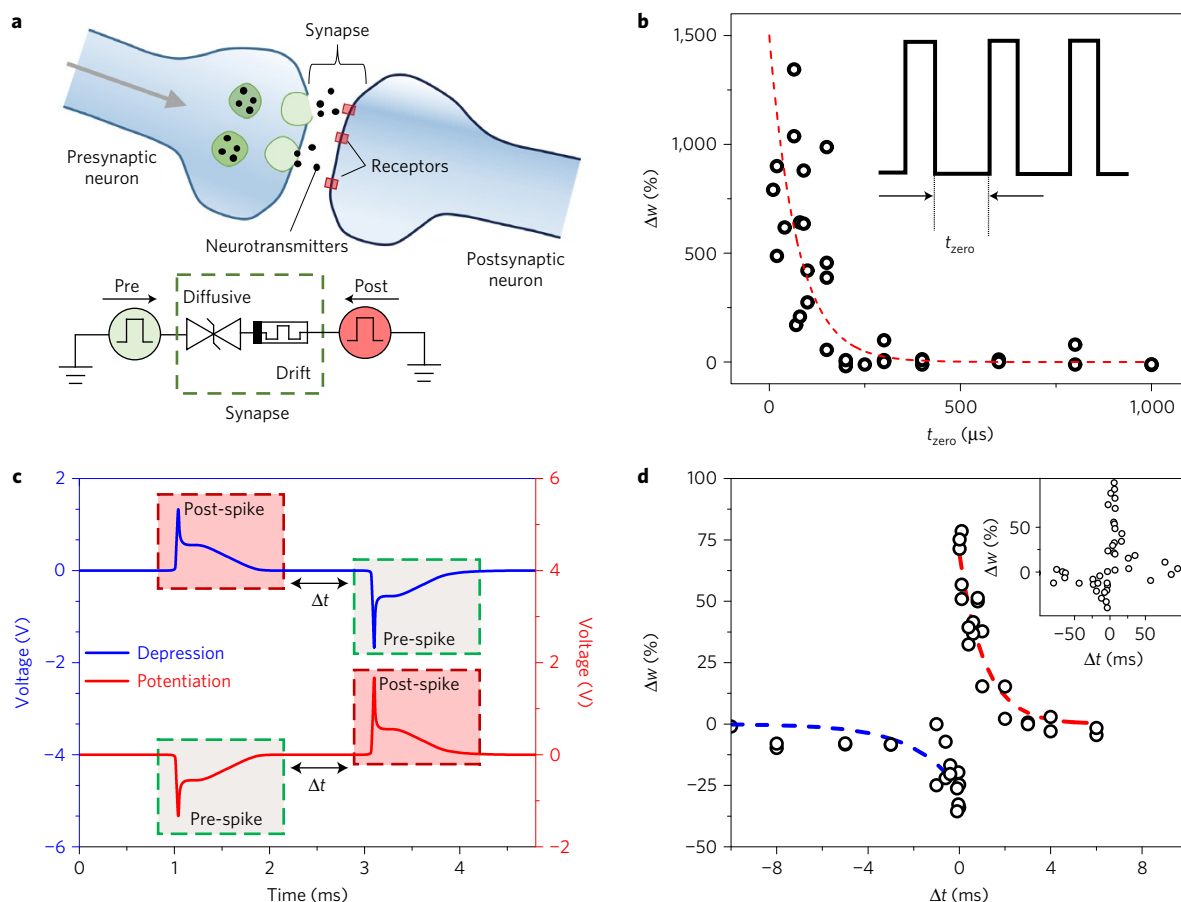 a
Synapse
Presynaptic
neuron
Receptors
Neurotransmitters
Postsynaptic
neuron
Pre
Diffusive
Post
Drift
Synapse
b
1,500
1,000
500
0
Δw (%)
t_zero
0
500
1,000
t_zero (μs)
c
2
0
−2
−4
−6
Voltage (V)
6
4
2
0
−2
Voltage (V)
Post-spike
Δt
Pre-spike
Depression
Potentiation
Post-spike
Δt
Pre-spike
0
1
2
3
4
Time (ms)
d
100
75
50
25
0
−25
−50
Δw (%)
50
0
Δw (%)
−50
0
50
Δt (ms)
−8
−4
0
4
8
Δt (ms)